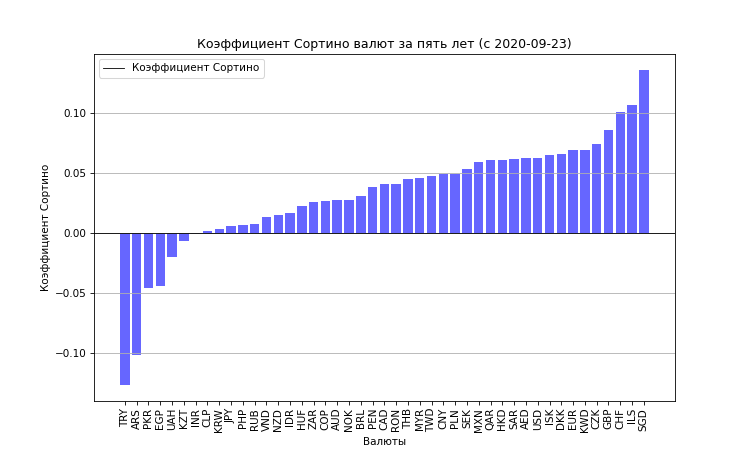 Коэффициент Сортино валют за пять лет (с 2020-09-23)
Коэффициент Сортино
Коэффициент Сортино
0.10
0.05
0.00
−0.05
−0.10
TRY ARS PKR EGP UAH KZT INR CLP KRW JPY PHP RUB VND NZD IDR HUF ZAR COP AUD NOK BRL PEN CAD RON THB MYR TWD CNY PLN SEK MXN QAR HKD SAR AED USD ISK DKK EUR KWD CZK GBP CHF ILS SGD
Валюты